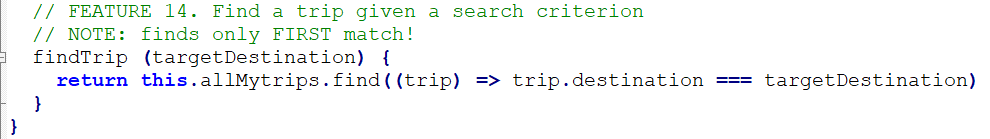 // FEATURE 14. Find a trip given a search criterion
// NOTE: finds only FIRST match!
findTrip (targetDestination) {
return this.allMytrips.find((trip) => trip.destination === targetDestination)
}
}